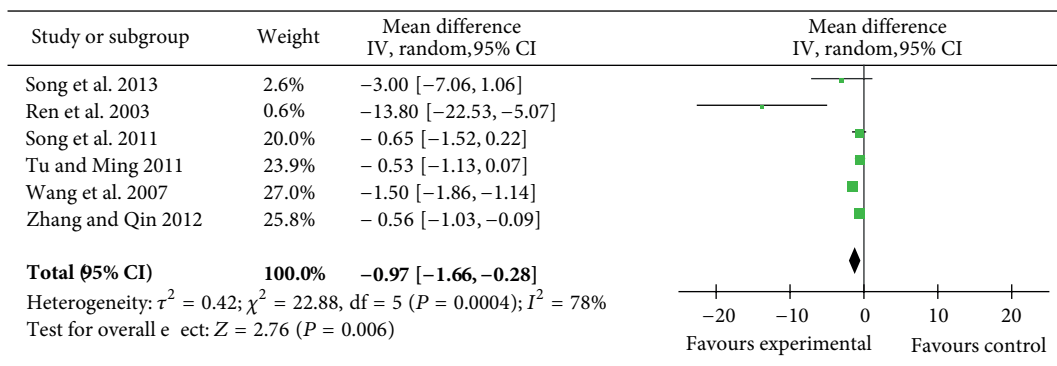 Study or subgroup Weight Mean difference IV, random,95% CI Mean difference IV, random,95% CI
Song et al. 2013 2.6% −3.00 [−7.06, 1.06]
Ren et al. 2003 0.6% −13.80 [−22.53, −5.07]
Song et al. 2011 20.0% − 0.65 [−1.52, 0.22]
Tu and Ming 2011 23.9% − 0.53 [−1.13, 0.07]
Wang et al. 2007 27.0% −1.50 [−1.86, −1.14]
Zhang and Qin 2012 25.8% − 0.56 [−1.03, −0.09]
Total (95% CI) 100.0% −0.97 [−1.66, −0.28]
Heterogeneity: τ² = 0.42; χ² = 22.88, df = 5 (P = 0.0004); I² = 78%
Test for overall e ect: Z = 2.76 (P = 0.006)
−20 −10 0 10 20
Favours experimental Favours control